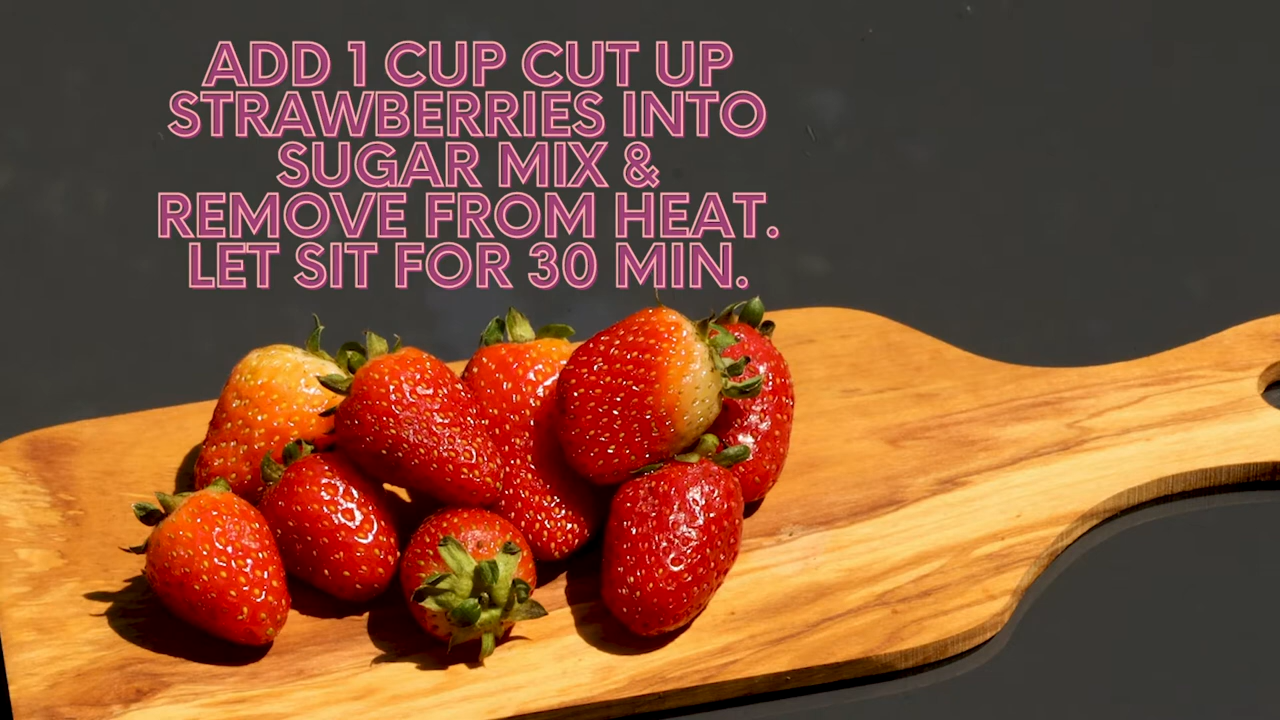 ADD 1 CUP CUT UP
STRAWBERRIES INTO
SUGAR MIX &
REMOVE FROM HEAT.
LET SIT FOR 30 MIN.